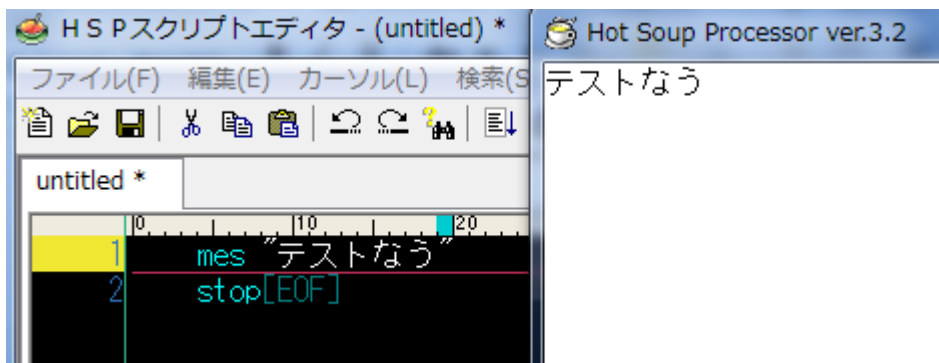 ＨＳＰスクリプトエディタ - (untitled) *
ファイル(F) 編集(E) カーソル(L) 検索(S
untitled *
0 10 20
1 mes "テストなう"
2 stop[EOF]
Hot Soup Processor ver.3.2
テストなう